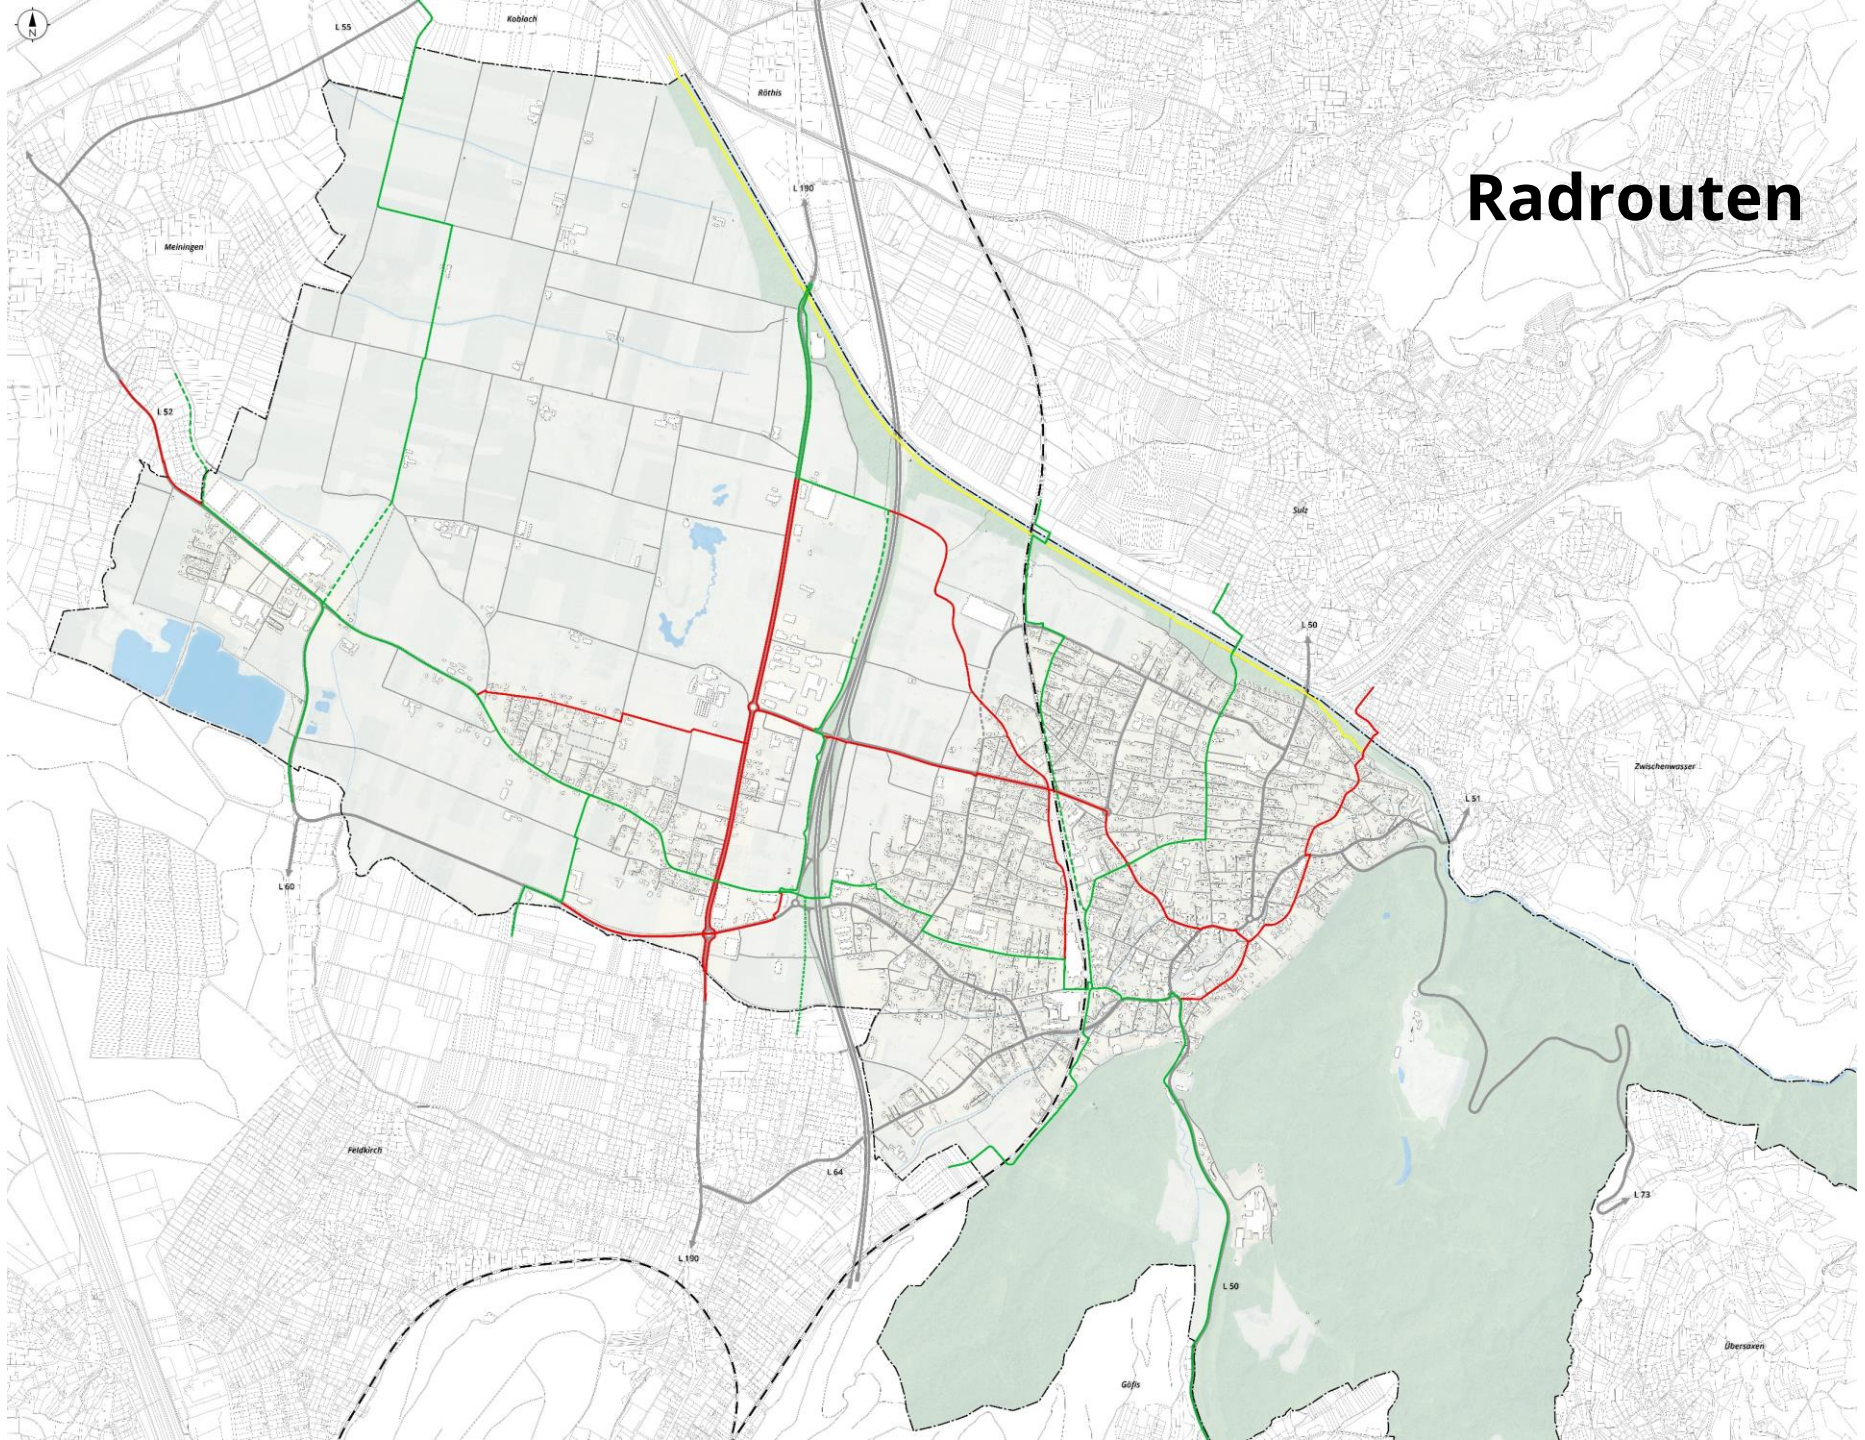 N
L 55
Koblach
Röthis
L 190
Radrouten
Meiningen
L 52
Sulz
L 50
Zwischenwasser
L 51
L 60
Feldkirch
L 64
L 73
L 190
L 50
Übersaxen
Göfis